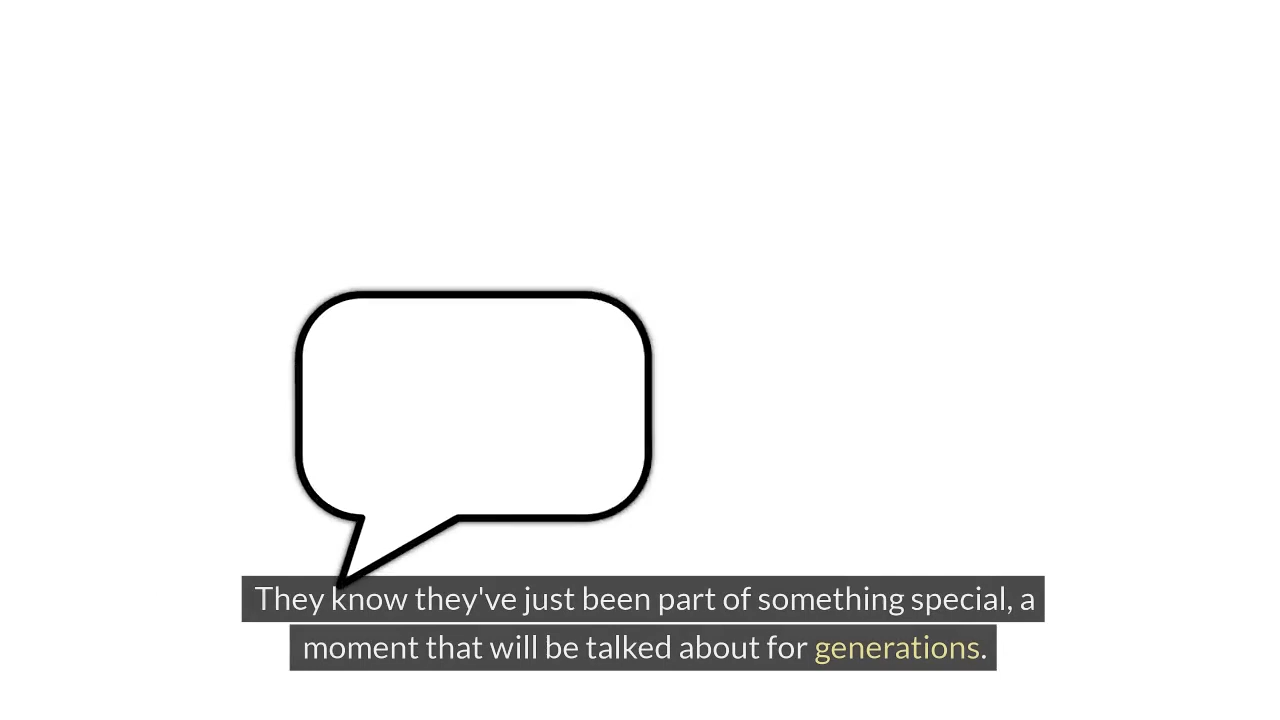 They know they've just been part of something special, a
moment that will be talked about for generations.